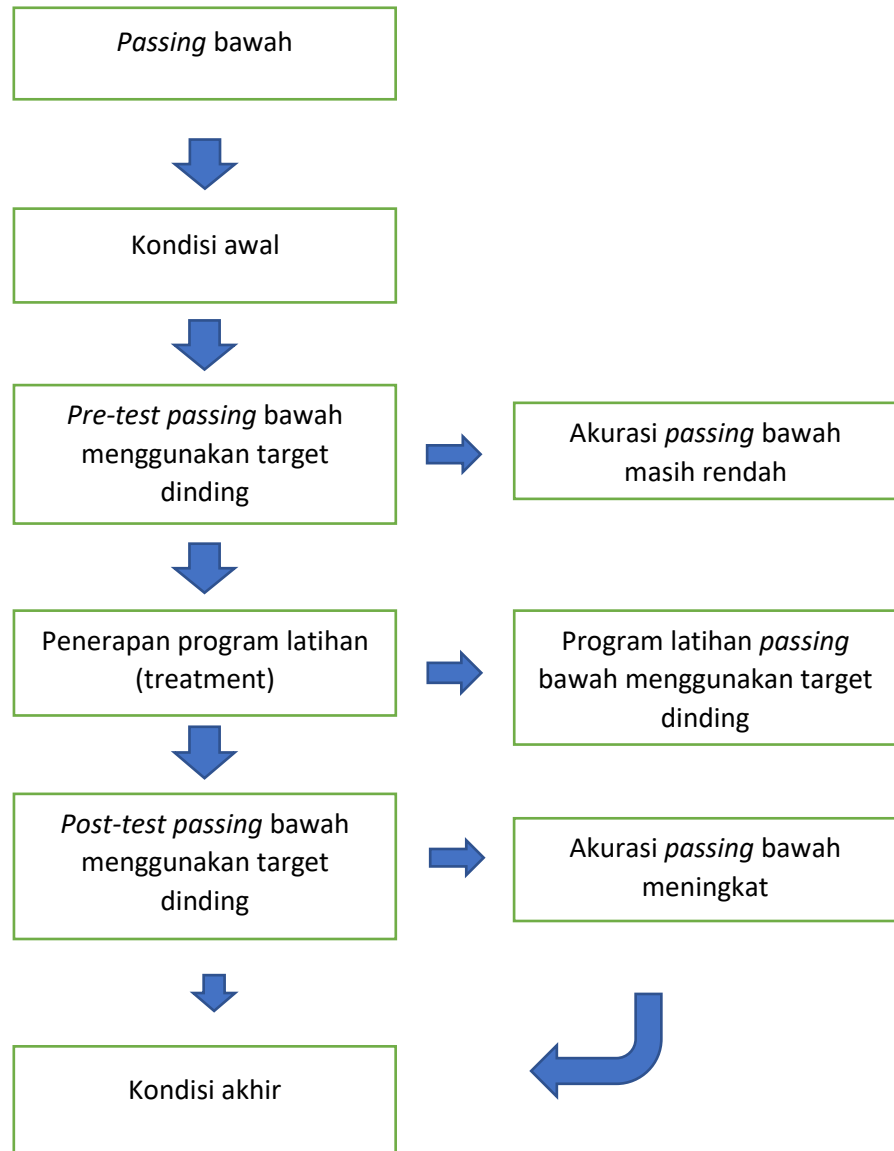 Passing bawah
Kondisi awal
Pre-test passing bawah
menggunakan target
dinding
Akurasi passing bawah
masih rendah
Penerapan program latihan
(treatment)
Program latihan passing
bawah menggunakan target
dinding
Post-test passing bawah
menggunakan target
dinding
Akurasi passing bawah
meningkat
Kondisi akhir